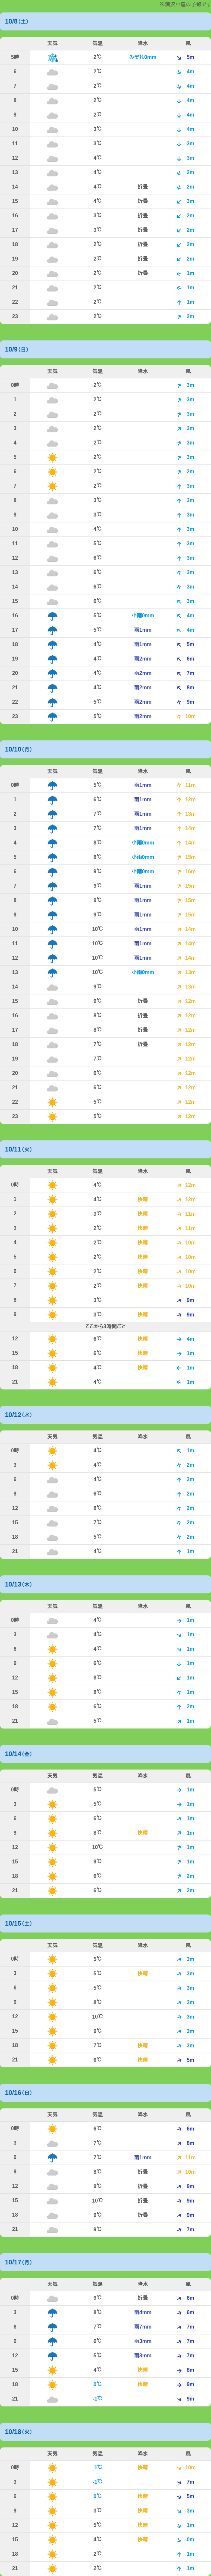 10/8(土)
天気 気温 降水 風
5時 2℃ みぞれ0mm 5m
6 2℃ 4m
7 2℃ 4m
8 2℃ 4m
9 2℃ 4m
10 3℃ 4m
11 3℃ 3m
12 4℃ 3m
13 4℃ 2m
14 4℃ 折畳 2m
15 4℃ 折畳 3m
16 3℃ 折畳 2m
17 3℃ 折畳 2m
18 2℃ 折畳 2m
19 2℃ 折畳 2m
20 2℃ 折畳 1m
21 2℃ 1m
22 2℃ 1m
23 2℃ 2m
10/9(日)
天気 気温 降水 風
0時 2℃ 3m
1 2℃ 3m
2 2℃ 3m
3 2℃ 3m
4 2℃ 3m
5 2℃ 3m
6 2℃ 2m
7 2℃ 3m
8 3℃ 3m
9 3℃ 3m
10 4℃ 3m
11 5℃ 3m
12 6℃ 3m
13 6℃ 3m
14 6℃ 3m
15 6℃ 3m
16 5℃ 小雨0mm 4m
17 5℃ 雨1mm 4m
18 4℃ 雨1mm 5m
19 4℃ 雨2mm 6m
20 4℃ 雨2mm 7m
21 4℃ 雨2mm 8m
22 5℃ 雨2mm 9m
23 5℃ 雨2mm 10m
10/10(月)
天気 気温 降水 風
0時 5℃ 雨1mm 11m
1 6℃ 雨1mm 12m
2 7℃ 雨1mm 13m
3 7℃ 雨1mm 14m
4 8℃ 小雨0mm 14m
5 8℃ 小雨0mm 15m
6 9℃ 小雨0mm 16m
7 9℃ 雨1mm 15m
8 9℃ 雨1mm 15m
9 9℃ 雨1mm 15m
10 10℃ 雨1mm 14m
11 10℃ 雨1mm 14m
12 10℃ 雨1mm 14m
13 10℃ 小雨0mm 13m
14 9℃ 13m
15 9℃ 折畳 12m
16 8℃ 折畳 12m
17 8℃ 折畳 12m
18 7℃ 折畳 12m
19 7℃ 12m
20 6℃ 12m
21 6℃ 12m
22 5℃ 12m
23 5℃ 12m
10/11(火)
天気 気温 降水 風
0時 4℃ 12m
1 4℃ 快晴 12m
2 3℃ 快晴 11m
3 2℃ 快晴 11m
4 2℃ 快晴 10m
5 2℃ 快晴 10m
6 2℃ 快晴 10m
7 2℃ 快晴 10m
8 3℃ 快晴 9m
9 3℃ 快晴 9m
ここから3時間ごと
12 6℃ 快晴 4m
15 6℃ 快晴 1m
18 4℃ 快晴 1m
21 4℃ 1m
10/12(水)
天気 気温 降水 風
0時 4℃ 1m
3 4℃ 2m
6 4℃ 2m
9 6℃ 2m
12 8℃ 2m
15 7℃ 2m
18 5℃ 2m
21 4℃ 1m
10/13(木)
天気 気温 降水 風
0時 4℃ 1m
3 4℃ 1m
6 4℃ 1m
9 6℃ 1m
12 8℃ 1m
15 8℃ 1m
18 6℃ 2m
21 5℃ 1m
10/14(金)
天気 気温 降水 風
0時 5℃ 1m
3 5℃ 1m
6 6℃ 1m
9 8℃ 快晴 1m
12 10℃ 1m
15 9℃ 1m
18 6℃ 2m
21 6℃ 2m
10/15(土)
天気 気温 降水 風
0時 5℃ 3m
3 5℃ 快晴 3m
6 5℃ 3m
9 8℃ 3m
12 10℃ 3m
15 9℃ 3m
18 7℃ 快晴 3m
21 6℃ 快晴 5m
10/16(日)
天気 気温 降水 風
0時 6℃ 6m
3 7℃ 8m
6 7℃ 雨1mm 11m
9 8℃ 折畳 10m
12 8℃ 折畳 9m
15 10℃ 折畳 9m
18 9℃ 折畳 9m
21 9℃ 7m
10/17(月)
天気 気温 降水 風
0時 8℃ 折畳 6m
3 8℃ 雨4mm 6m
6 7℃ 雨7mm 7m
9 6℃ 雨3mm 7m
12 5℃ 雨3mm 7m
15 4℃ 快晴 8m
18 0℃ 快晴 9m
21 -1℃ 9m
10/18(火)
天気 気温 降水 風
0時 -1℃ 快晴 10m
3 -1℃ 7m
6 0℃ 快晴 5m
9 3℃ 快晴 3m
12 5℃ 快晴 1m
15 4℃ 快晴 0m
18 2℃ 1m
21 2℃ 1m